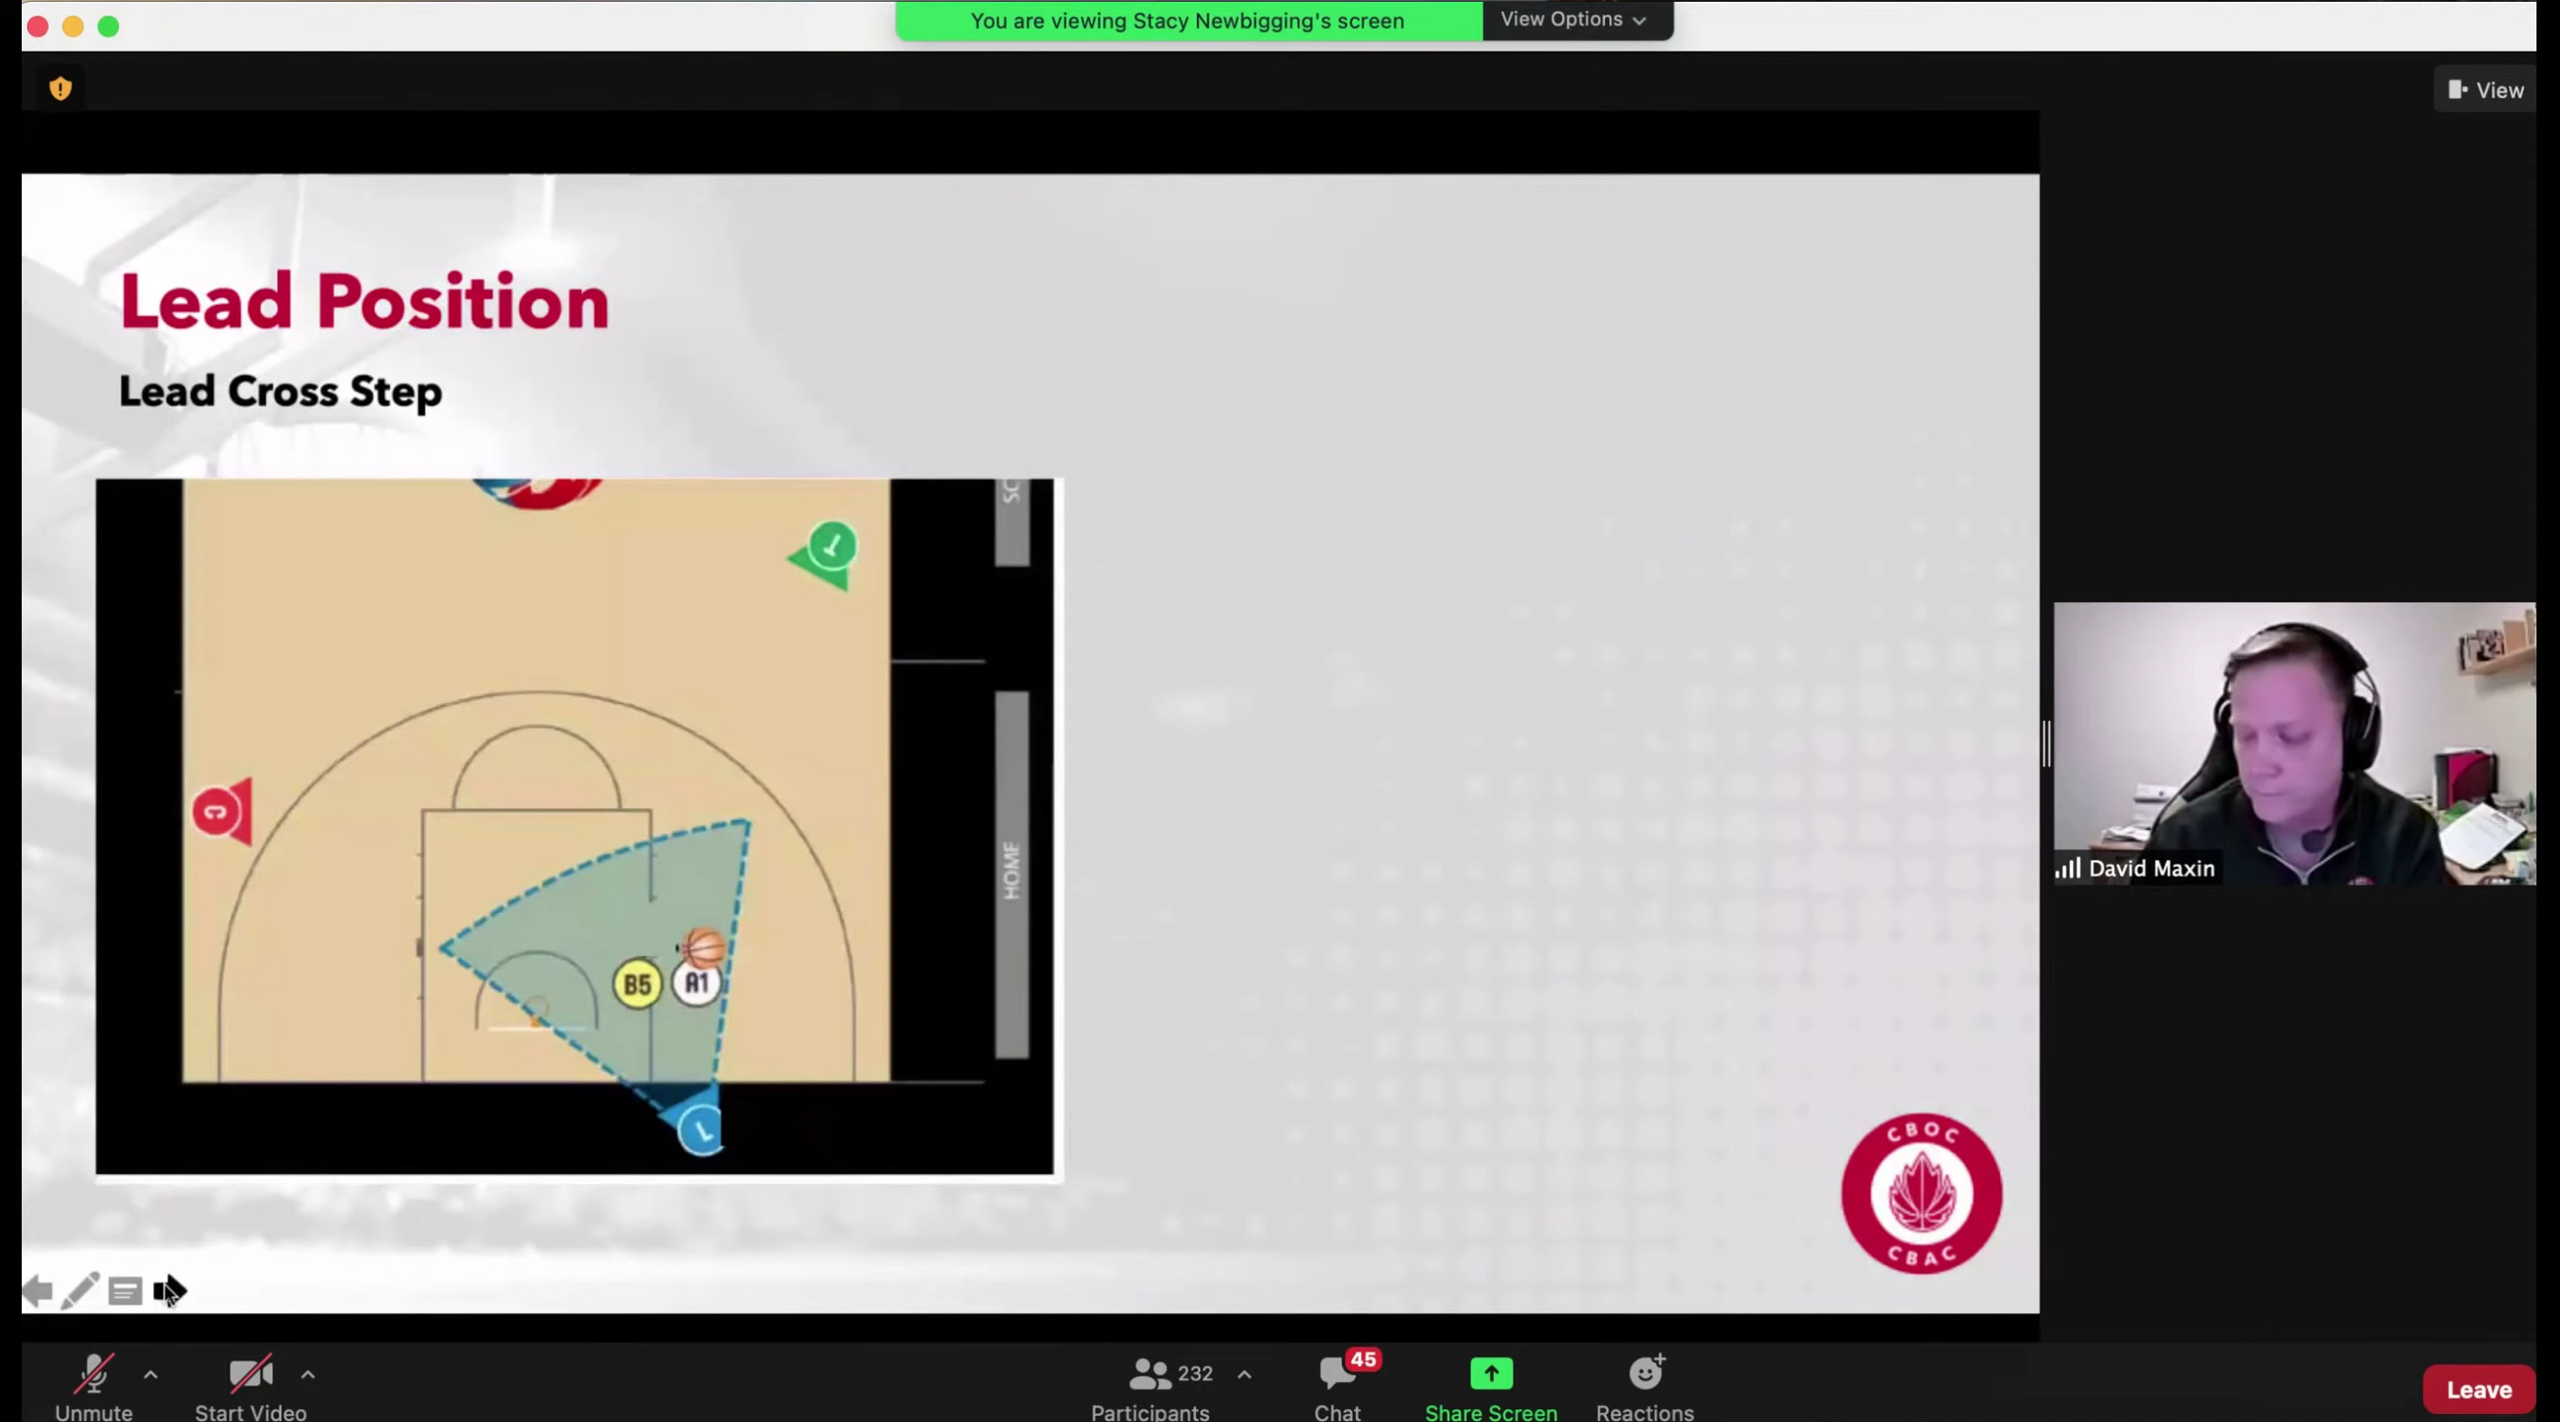 You are viewing Stacy Newbigging's screen
View Options
View
Lead Position
Lead Cross Step
SC
T
C
HOME
B5
A1
L
David Maxin
CBOC
CBAC
232
45
Unmute
Start Video
Participants
Chat
Share Screen
Reactions
Leave